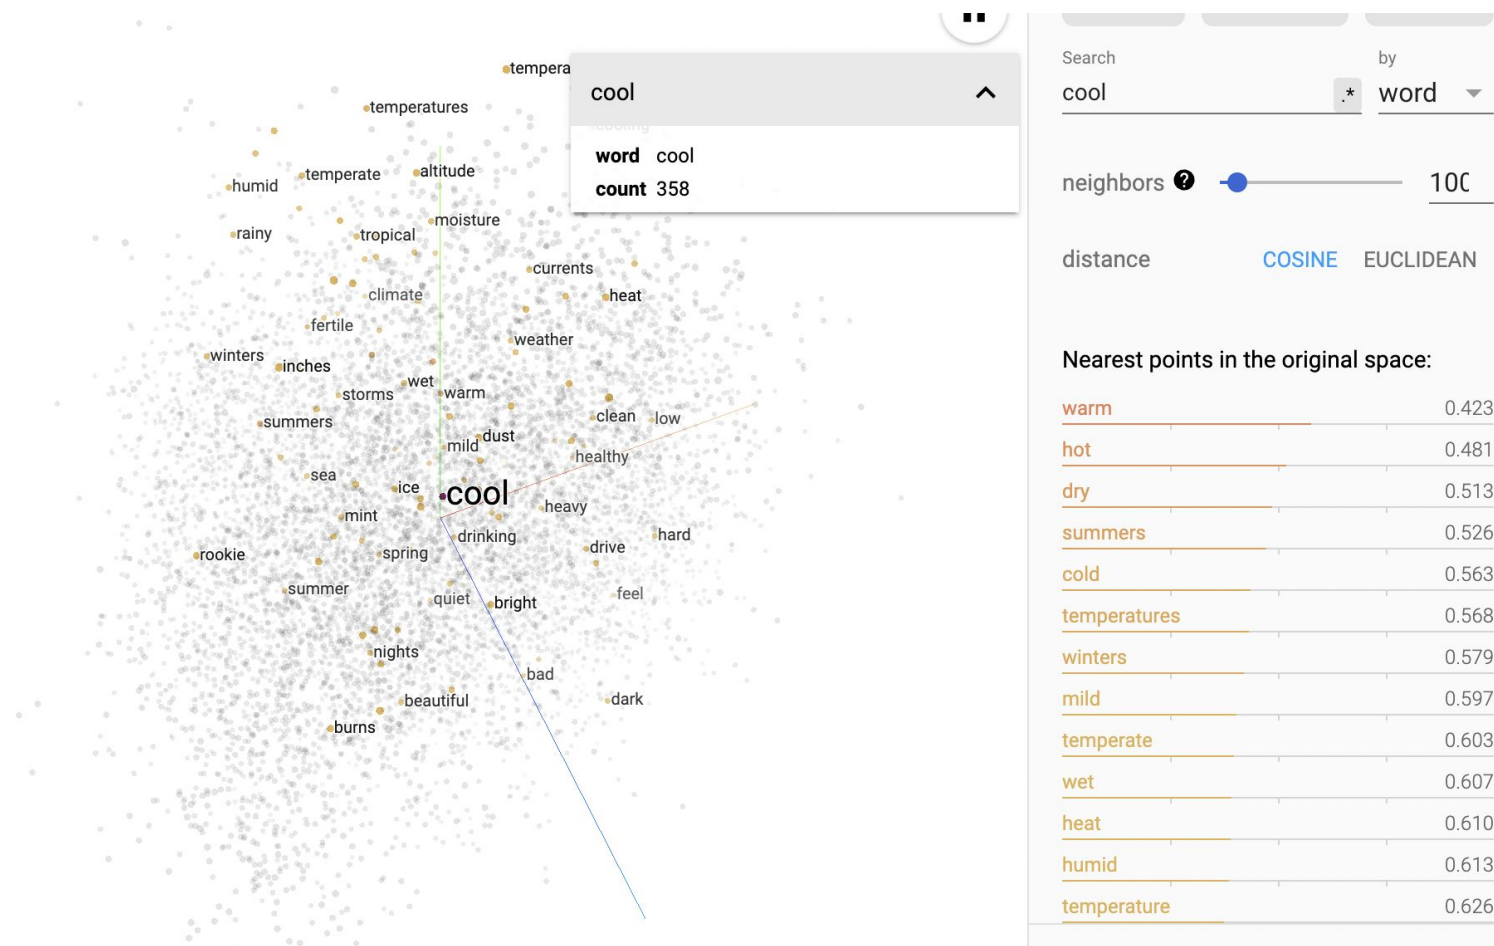 tempera
temperatures
temperate
altitude
humid
moisture
rainy
tropical
currents
climate
heat
fertile
weather
winters
inches
wet
storms
warm
clean
low
summers
dust
mild
healthy
sea
ice
cool
heavy
mint
drinking
hard
drive
rookie
spring
summer
quiet
feel
bright
nights
bad
beautiful
dark
burns
cool
cooling
word cool
count 358
Search by
cool .* word
neighbors ? 100
distance COSINE EUCLIDEAN
Nearest points in the original space:
warm 0.423
hot 0.481
dry 0.513
summers 0.526
cold 0.563
temperatures 0.568
winters 0.579
mild 0.597
temperate 0.603
wet 0.607
heat 0.610
humid 0.613
temperature 0.626